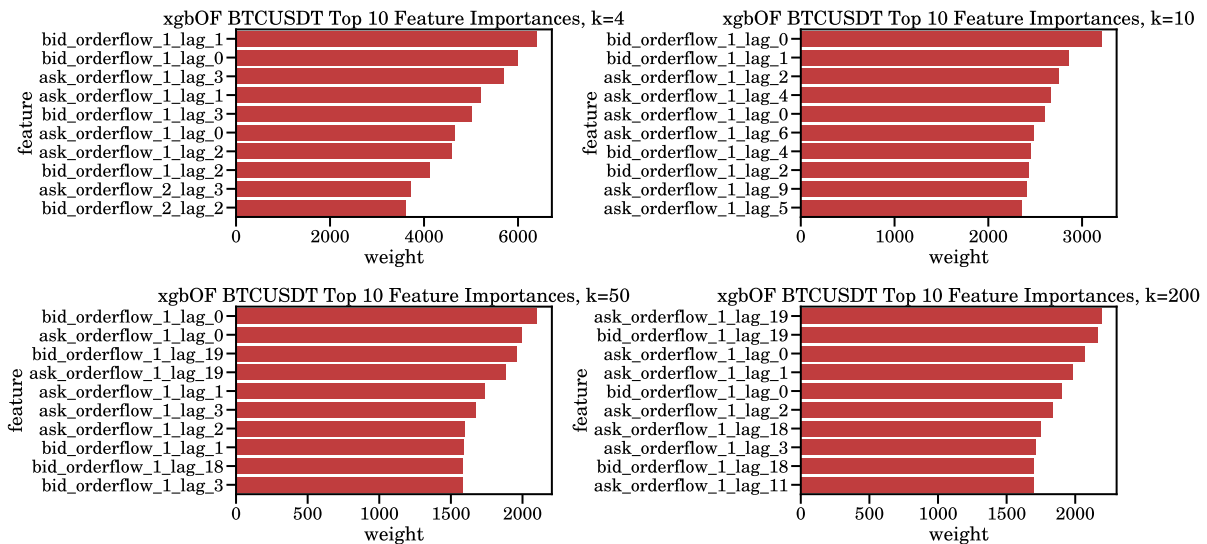 xgbOF BTCUSDT Top 10 Feature Importances, k=4
bid_orderflow_1_lag_1
bid_orderflow_1_lag_0
ask_orderflow_1_lag_3
ask_orderflow_1_lag_1
bid_orderflow_1_lag_3
ask_orderflow_1_lag_0
ask_orderflow_1_lag_2
bid_orderflow_1_lag_2
ask_orderflow_2_lag_3
bid_orderflow_2_lag_2
feature
0 2000 4000 6000
weight
xgbOF BTCUSDT Top 10 Feature Importances, k=10
bid_orderflow_1_lag_0
bid_orderflow_1_lag_1
ask_orderflow_1_lag_2
ask_orderflow_1_lag_4
ask_orderflow_1_lag_0
ask_orderflow_1_lag_6
bid_orderflow_1_lag_4
bid_orderflow_1_lag_2
ask_orderflow_1_lag_9
ask_orderflow_1_lag_5
feature
0 1000 2000 3000
weight
xgbOF BTCUSDT Top 10 Feature Importances, k=50
bid_orderflow_1_lag_0
ask_orderflow_1_lag_0
bid_orderflow_1_lag_19
ask_orderflow_1_lag_19
ask_orderflow_1_lag_1
ask_orderflow_1_lag_3
ask_orderflow_1_lag_2
bid_orderflow_1_lag_1
bid_orderflow_1_lag_18
bid_orderflow_1_lag_3
feature
0 500 1000 1500 2000
weight
xgbOF BTCUSDT Top 10 Feature Importances, k=200
ask_orderflow_1_lag_19
bid_orderflow_1_lag_19
ask_orderflow_1_lag_0
ask_orderflow_1_lag_1
bid_orderflow_1_lag_0
ask_orderflow_1_lag_2
ask_orderflow_1_lag_18
ask_orderflow_1_lag_3
bid_orderflow_1_lag_18
ask_orderflow_1_lag_11
feature
0 500 1000 1500 2000
weight